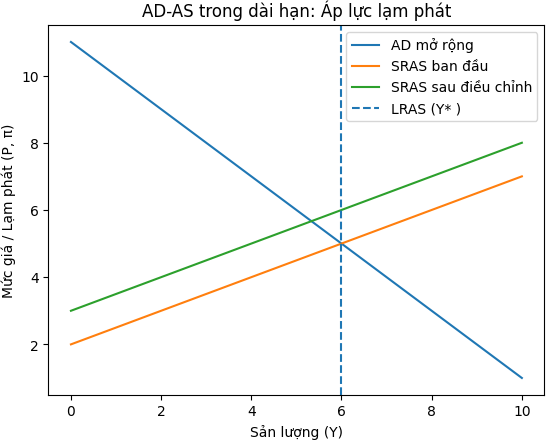 AD-AS trong dài hạn: Áp lực lạm phát
AD mở rộng
SRAS ban đầu
SRAS sau điều chỉnh
LRAS (Y* )
Mức giá / Lạm phát (P, π)
10
8
6
4
2
0 2 4 6 8 10
Sản lượng (Y)